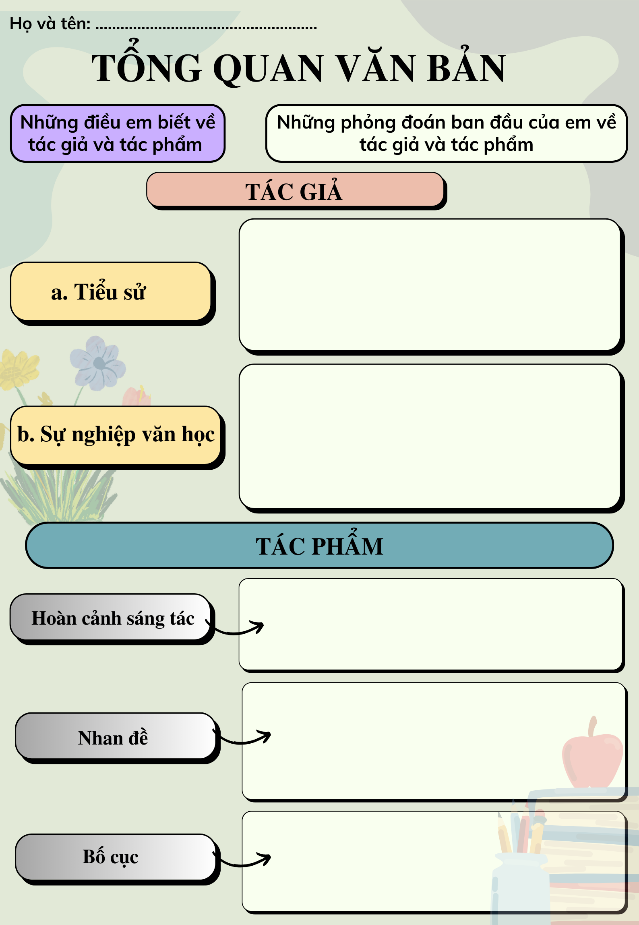 Họ và tên: ......................................................
TỔNG QUAN VĂN BẢN
Những điều em biết về
tác giả và tác phẩm
Những phỏng đoán ban đầu của em về
tác giả và tác phẩm
TÁC GIẢ
a. Tiểu sử
b. Sự nghiệp văn học
TÁC PHẨM
Hoàn cảnh sáng tác
Nhan đề
Bố cục